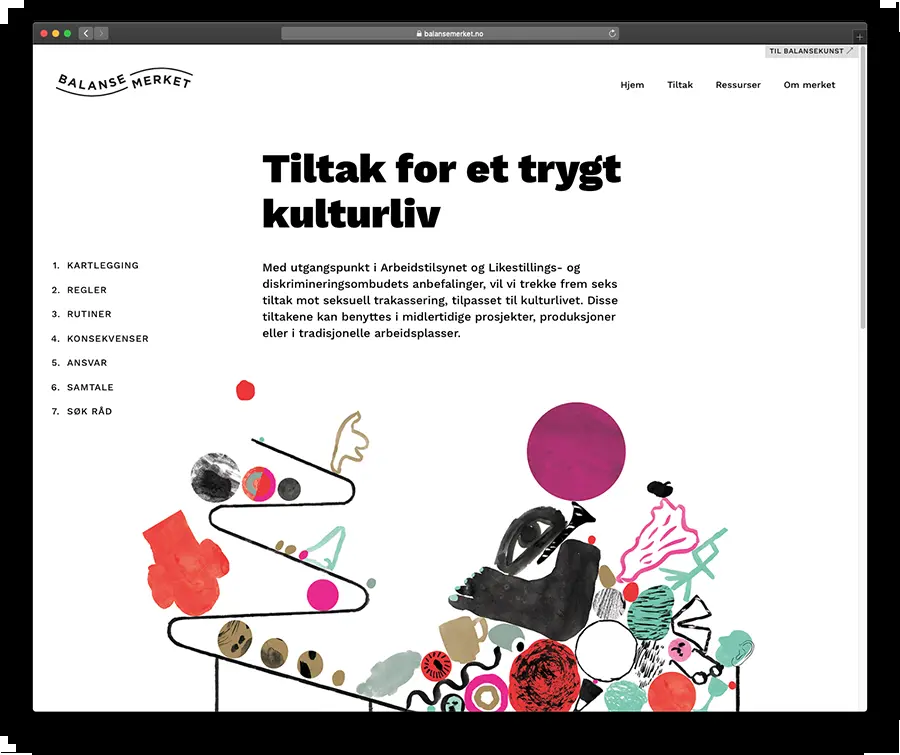 balansemerket.no
TIL BALANSEKUNST
BALANSE MERKET
Hjem Tiltak Ressurser Om merket
Tiltak for et trygt
kulturliv
Med utgangspunkt i Arbeidstilsynet og Likestillings- og
diskrimineringsombudets anbefalinger, vil vi trekke frem seks
tiltak mot seksuell trakassering, tilpasset til kulturlivet. Disse
tiltakene kan benyttes i midlertidige prosjekter, produksjoner
eller i tradisjonelle arbeidsplasser.
1. KARTLEGGING
2. REGLER
3. RUTINER
4. KONSEKVENSER
5. ANSVAR
6. SAMTALE
7. SØK RÅD